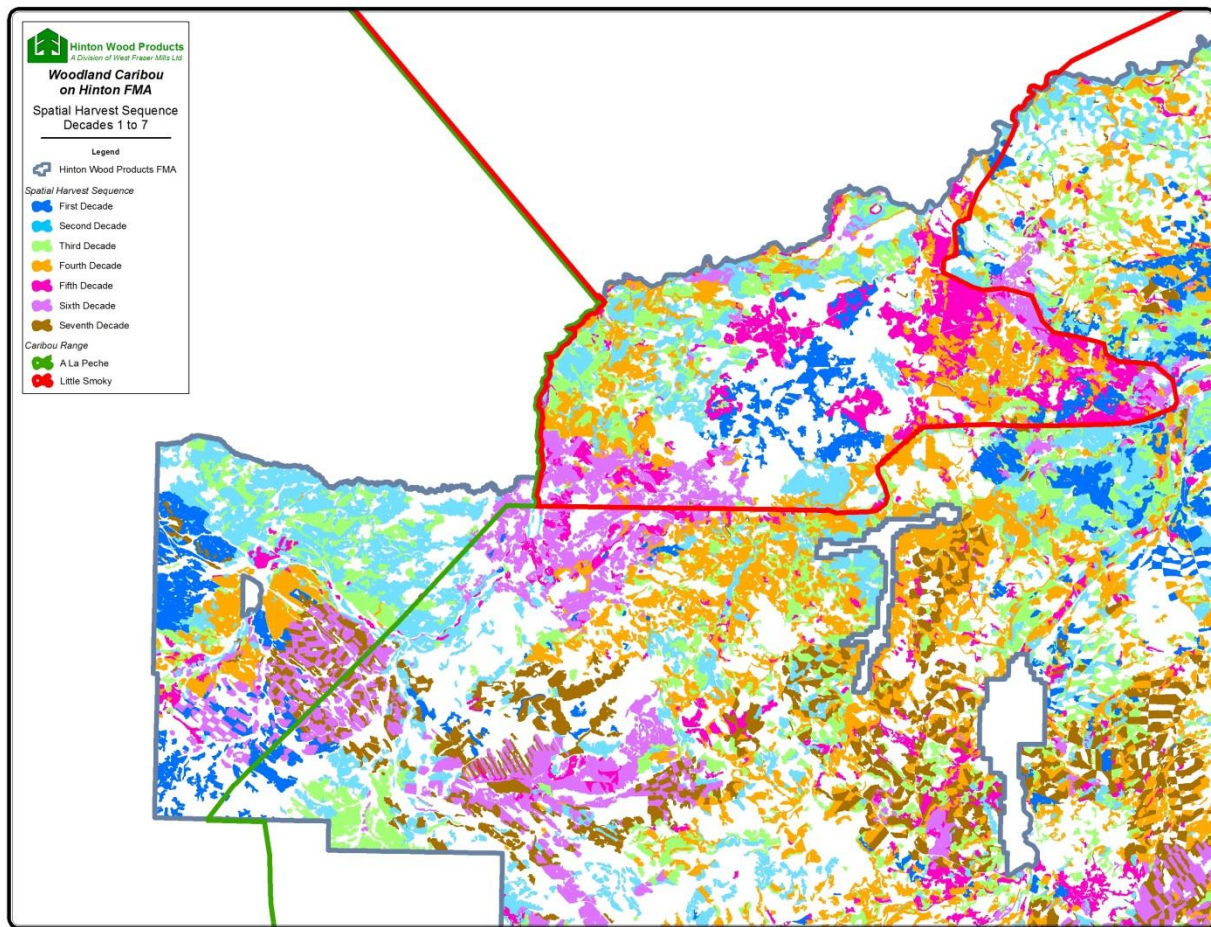 Hinton Wood Products
A Division of West Fraser Mills Ltd.
Woodland Caribou
on Hinton FMA
Spatial Harvest Sequence
Decades 1 to 7
Legend
Hinton Wood Products FMA
Spatial Harvest Sequence
First Decade
Second Decade
Third Decade
Fourth Decade
Fifth Decade
Sixth Decade
Seventh Decade
Caribou Range
A La Peche
Little Smoky